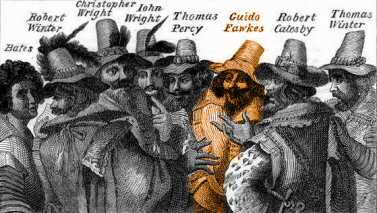 Bates
Robert
Winter
Christopher
Wright
John
Wright
Thomas
Percy
Guido
Fawkes
Robert
Catesby
Thomas
Winter